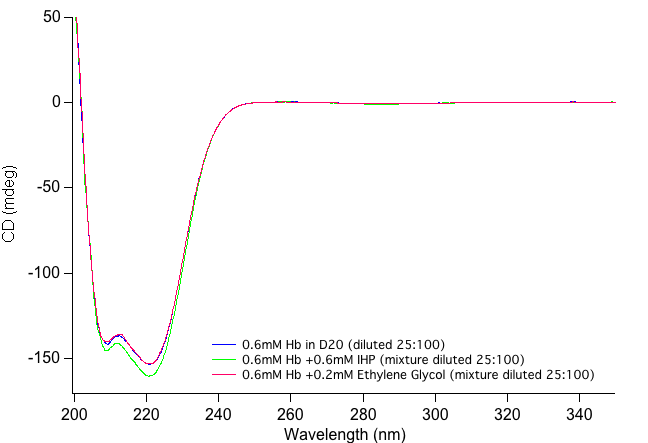 50
0
-50
-100
-150
CD (mdeg)
0.6mM Hb in D20 (diluted 25:100)
0.6mM Hb +0.6mM IHP (mixture diluted 25:100)
0.6mM Hb +0.2mM Ethylene Glycol (mixture diluted 25:100)
200 220 240 260 280 300 320 340
Wavelength (nm)